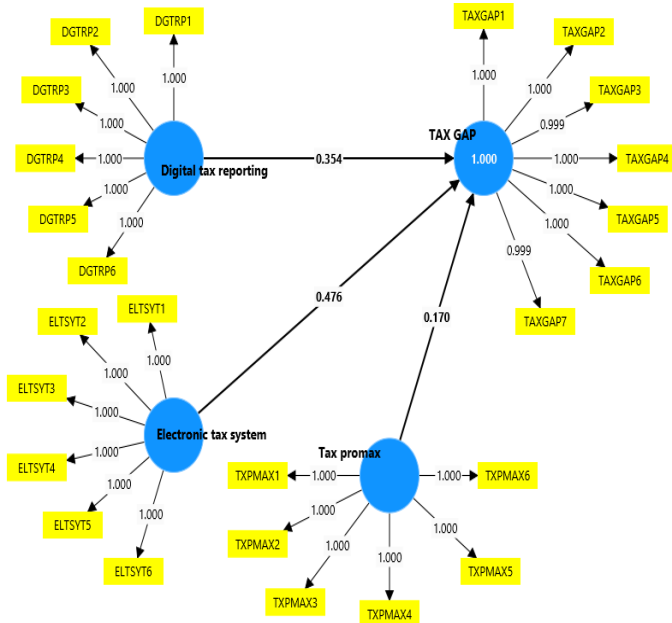 DGTRP1
DGTRP2
DGTRP3
DGTRP4
DGTRP5
DGTRP6
1.000
1.000
1.000
1.000
1.000
1.000
Digital tax reporting
0.354
TAXGAP1
TAXGAP2
TAXGAP3
TAXGAP4
TAXGAP5
TAXGAP6
TAXGAP7
1.000
1.000
0.999
1.000
1.000
1.000
0.999
TAX GAP
1.000
ELTSYT1
ELTSYT2
ELTSYT3
ELTSYT4
ELTSYT5
ELTSYT6
1.000
1.000
1.000
1.000
1.000
1.000
Electronic tax system
0.476
0.170
Tax promax
TXPMAX1
TXPMAX2
TXPMAX3
TXPMAX4
TXPMAX5
TXPMAX6
1.000
1.000
1.000
1.000
1.000
1.000